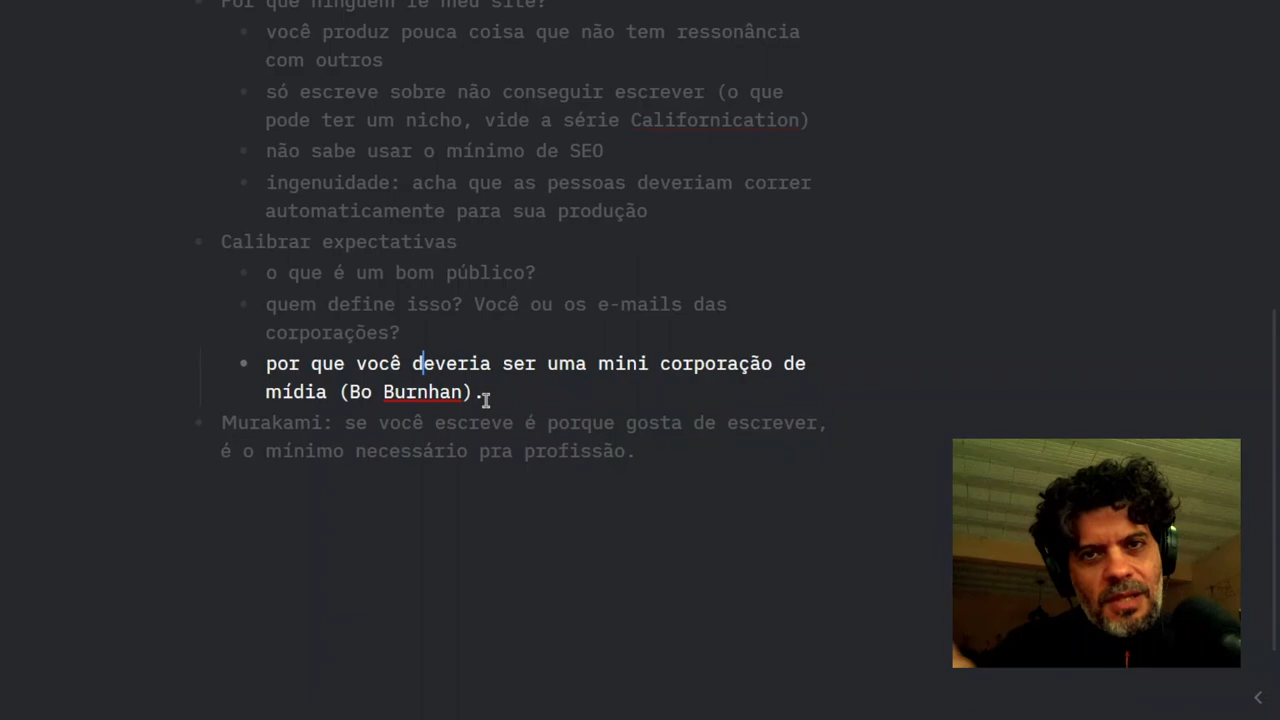 Por que ninguém lê meu site?
você produz pouca coisa que não tem ressonância
com outros
só escreve sobre não conseguir escrever (o que
pode ter um nicho, vide a série Californication)
não sabe usar o mínimo de SEO
ingenuidade: acha que as pessoas deveriam correr
automaticamente para sua produção
Calibrar expectativas
o que é um bom público?
quem define isso? Você ou os e-mails das
corporações?
por que você deveria ser uma mini corporação de
mídia (Bo Burnhan).
Murakami: se você escreve é porque gosta de escrever,
é o mínimo necessário pra profissão.